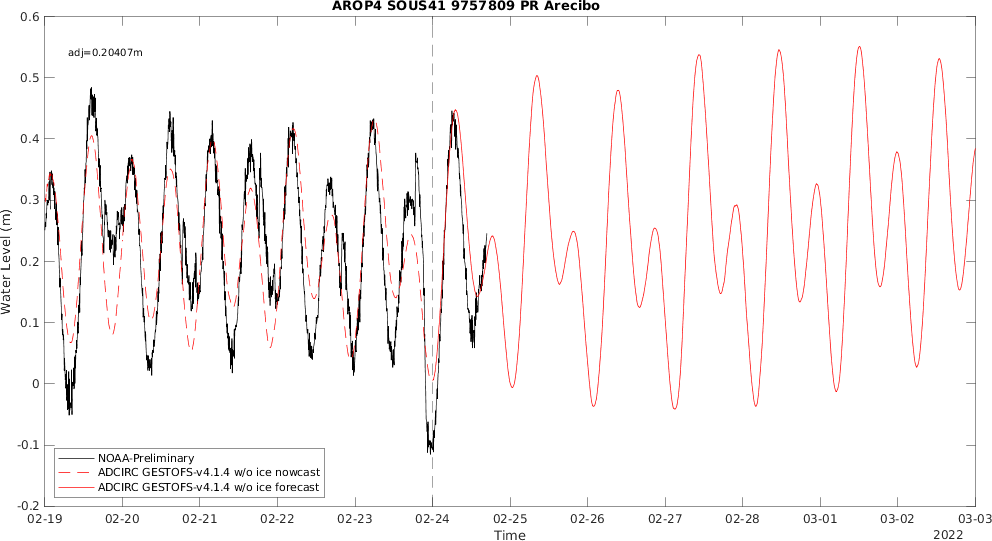 AROP4 SOUS41 9757809 PR Arecibo
adj=0.20407m
0.6
0.5
0.4
0.3
0.2
0.1
0
-0.1
-0.2
Water Level (m)
NOAA-Preliminary
ADCIRC GESTOFS-v4.1.4 w/o ice nowcast
ADCIRC GESTOFS-v4.1.4 w/o ice forecast
02-19 02-20 02-21 02-22 02-23 02-24 02-25 02-26 02-27 02-28 03-01 03-02 03-03
Time
2022